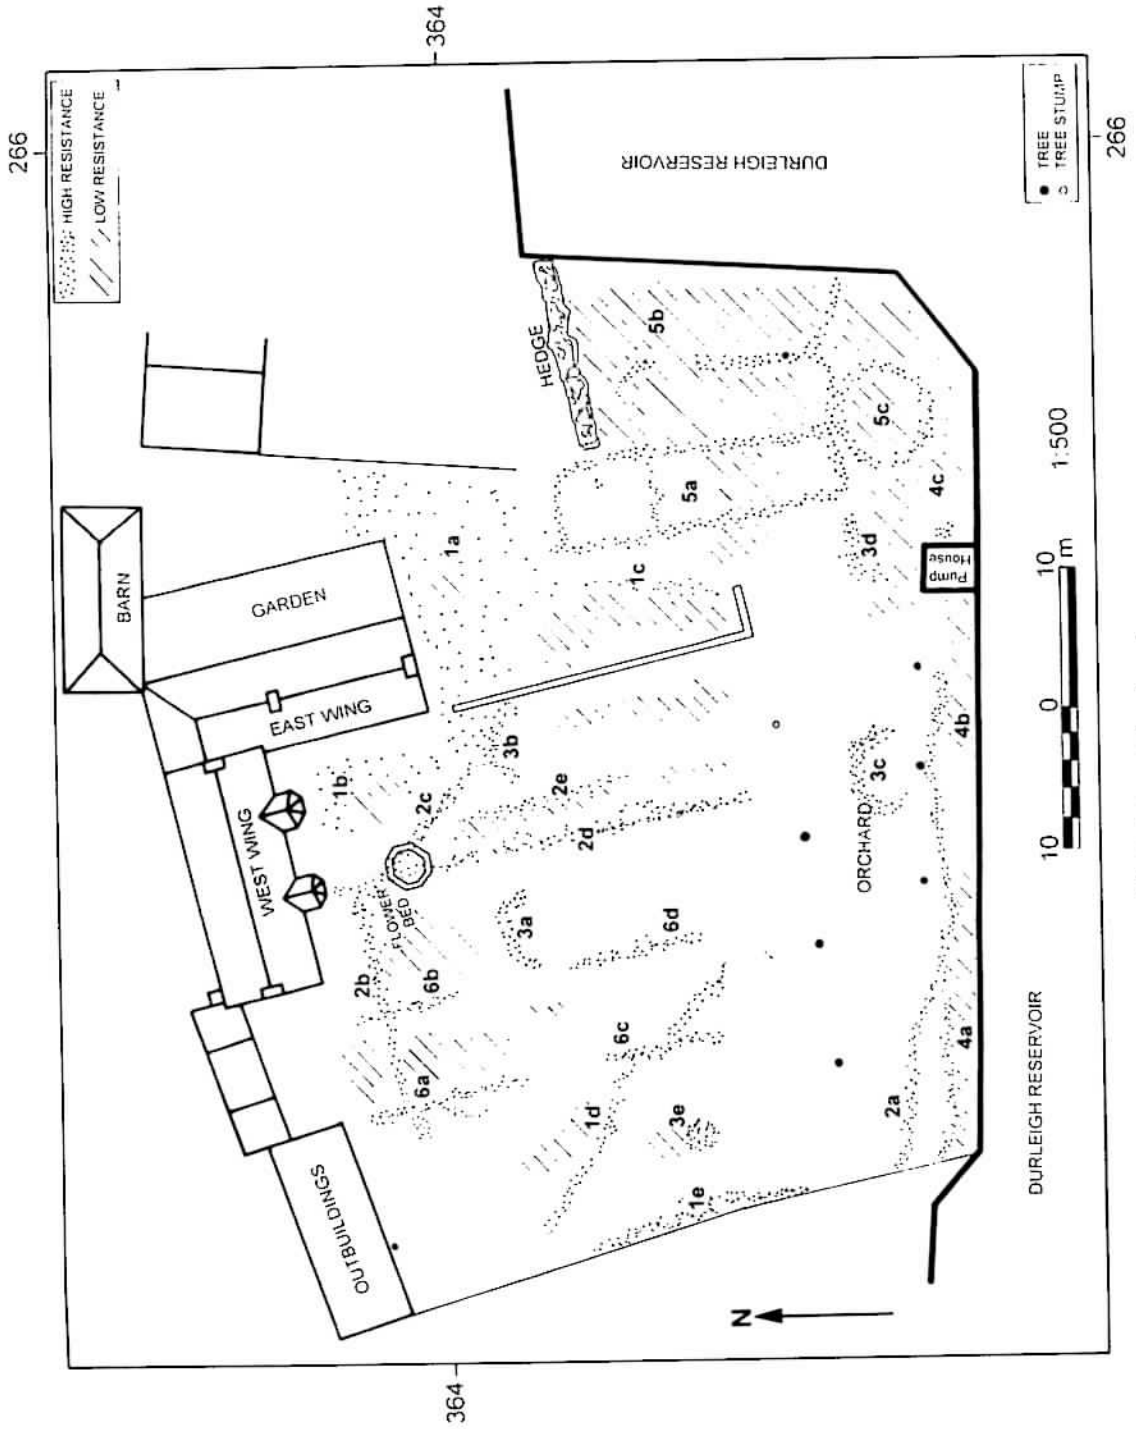 364
266
HIGH RESISTANCE
LOW RESISTANCE
BARN
GARDEN
EAST WING
WEST WING
OUTBUILDINGS
FLOWER
BED
HEDGE
DURLEIGH RESERVOIR
1a
1b
1c
1d
1e
2a
2b
2c
2d
2e
3a
3b
3c
3d
3e
4a
4b
4c
5a
5b
5c
6a
6b
6c
6d
ORCHARD
Pump
House
N
TREE
TREE STUMP
266
364
DURLEIGH RESERVOIR
10 0 10 m
1:500